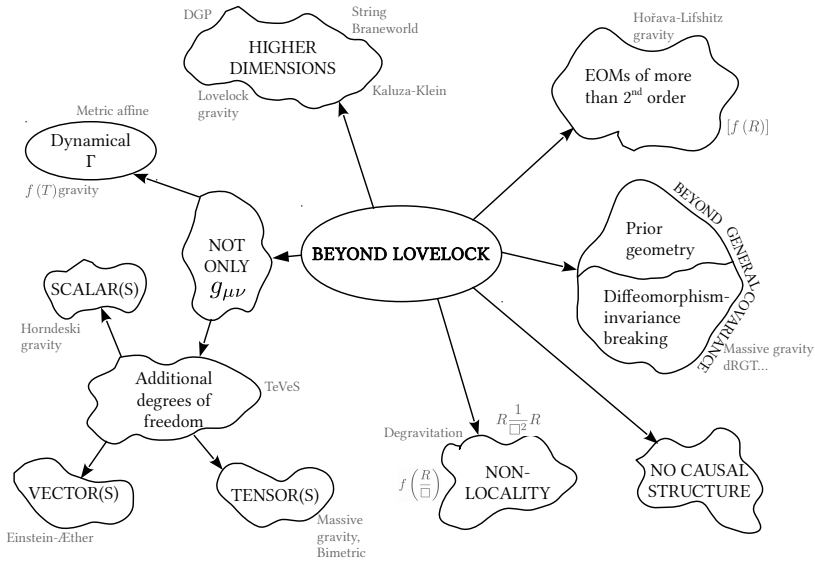 DGP
String
Braneworld
HIGHER
DIMENSIONS
Lovelock
gravity
Kaluza-Klein
Hořava-Lifshitz
gravity
EOMs of more
than 2nd order
[f (R)]
Metric affine
Dynamical
Γ
f (T) gravity
NOT
ONLY
gμν
BEYOND LOVELOCK
BEYOND GENERAL COVARIANCE
Prior
geometry
Diffeomorphism-
invariance
breaking
Massive gravity
dRGT...
SCALAR(S)
Horndeski
gravity
Additional
degrees of
freedom
TeVeS
VECTOR(S)
Einstein-Æther
TENSOR(S)
Massive
gravity,
Bimetric
Degravitation
R 1/□² R
f (R/□)
NON-
LOCALITY
NO CAUSAL
STRUCTURE